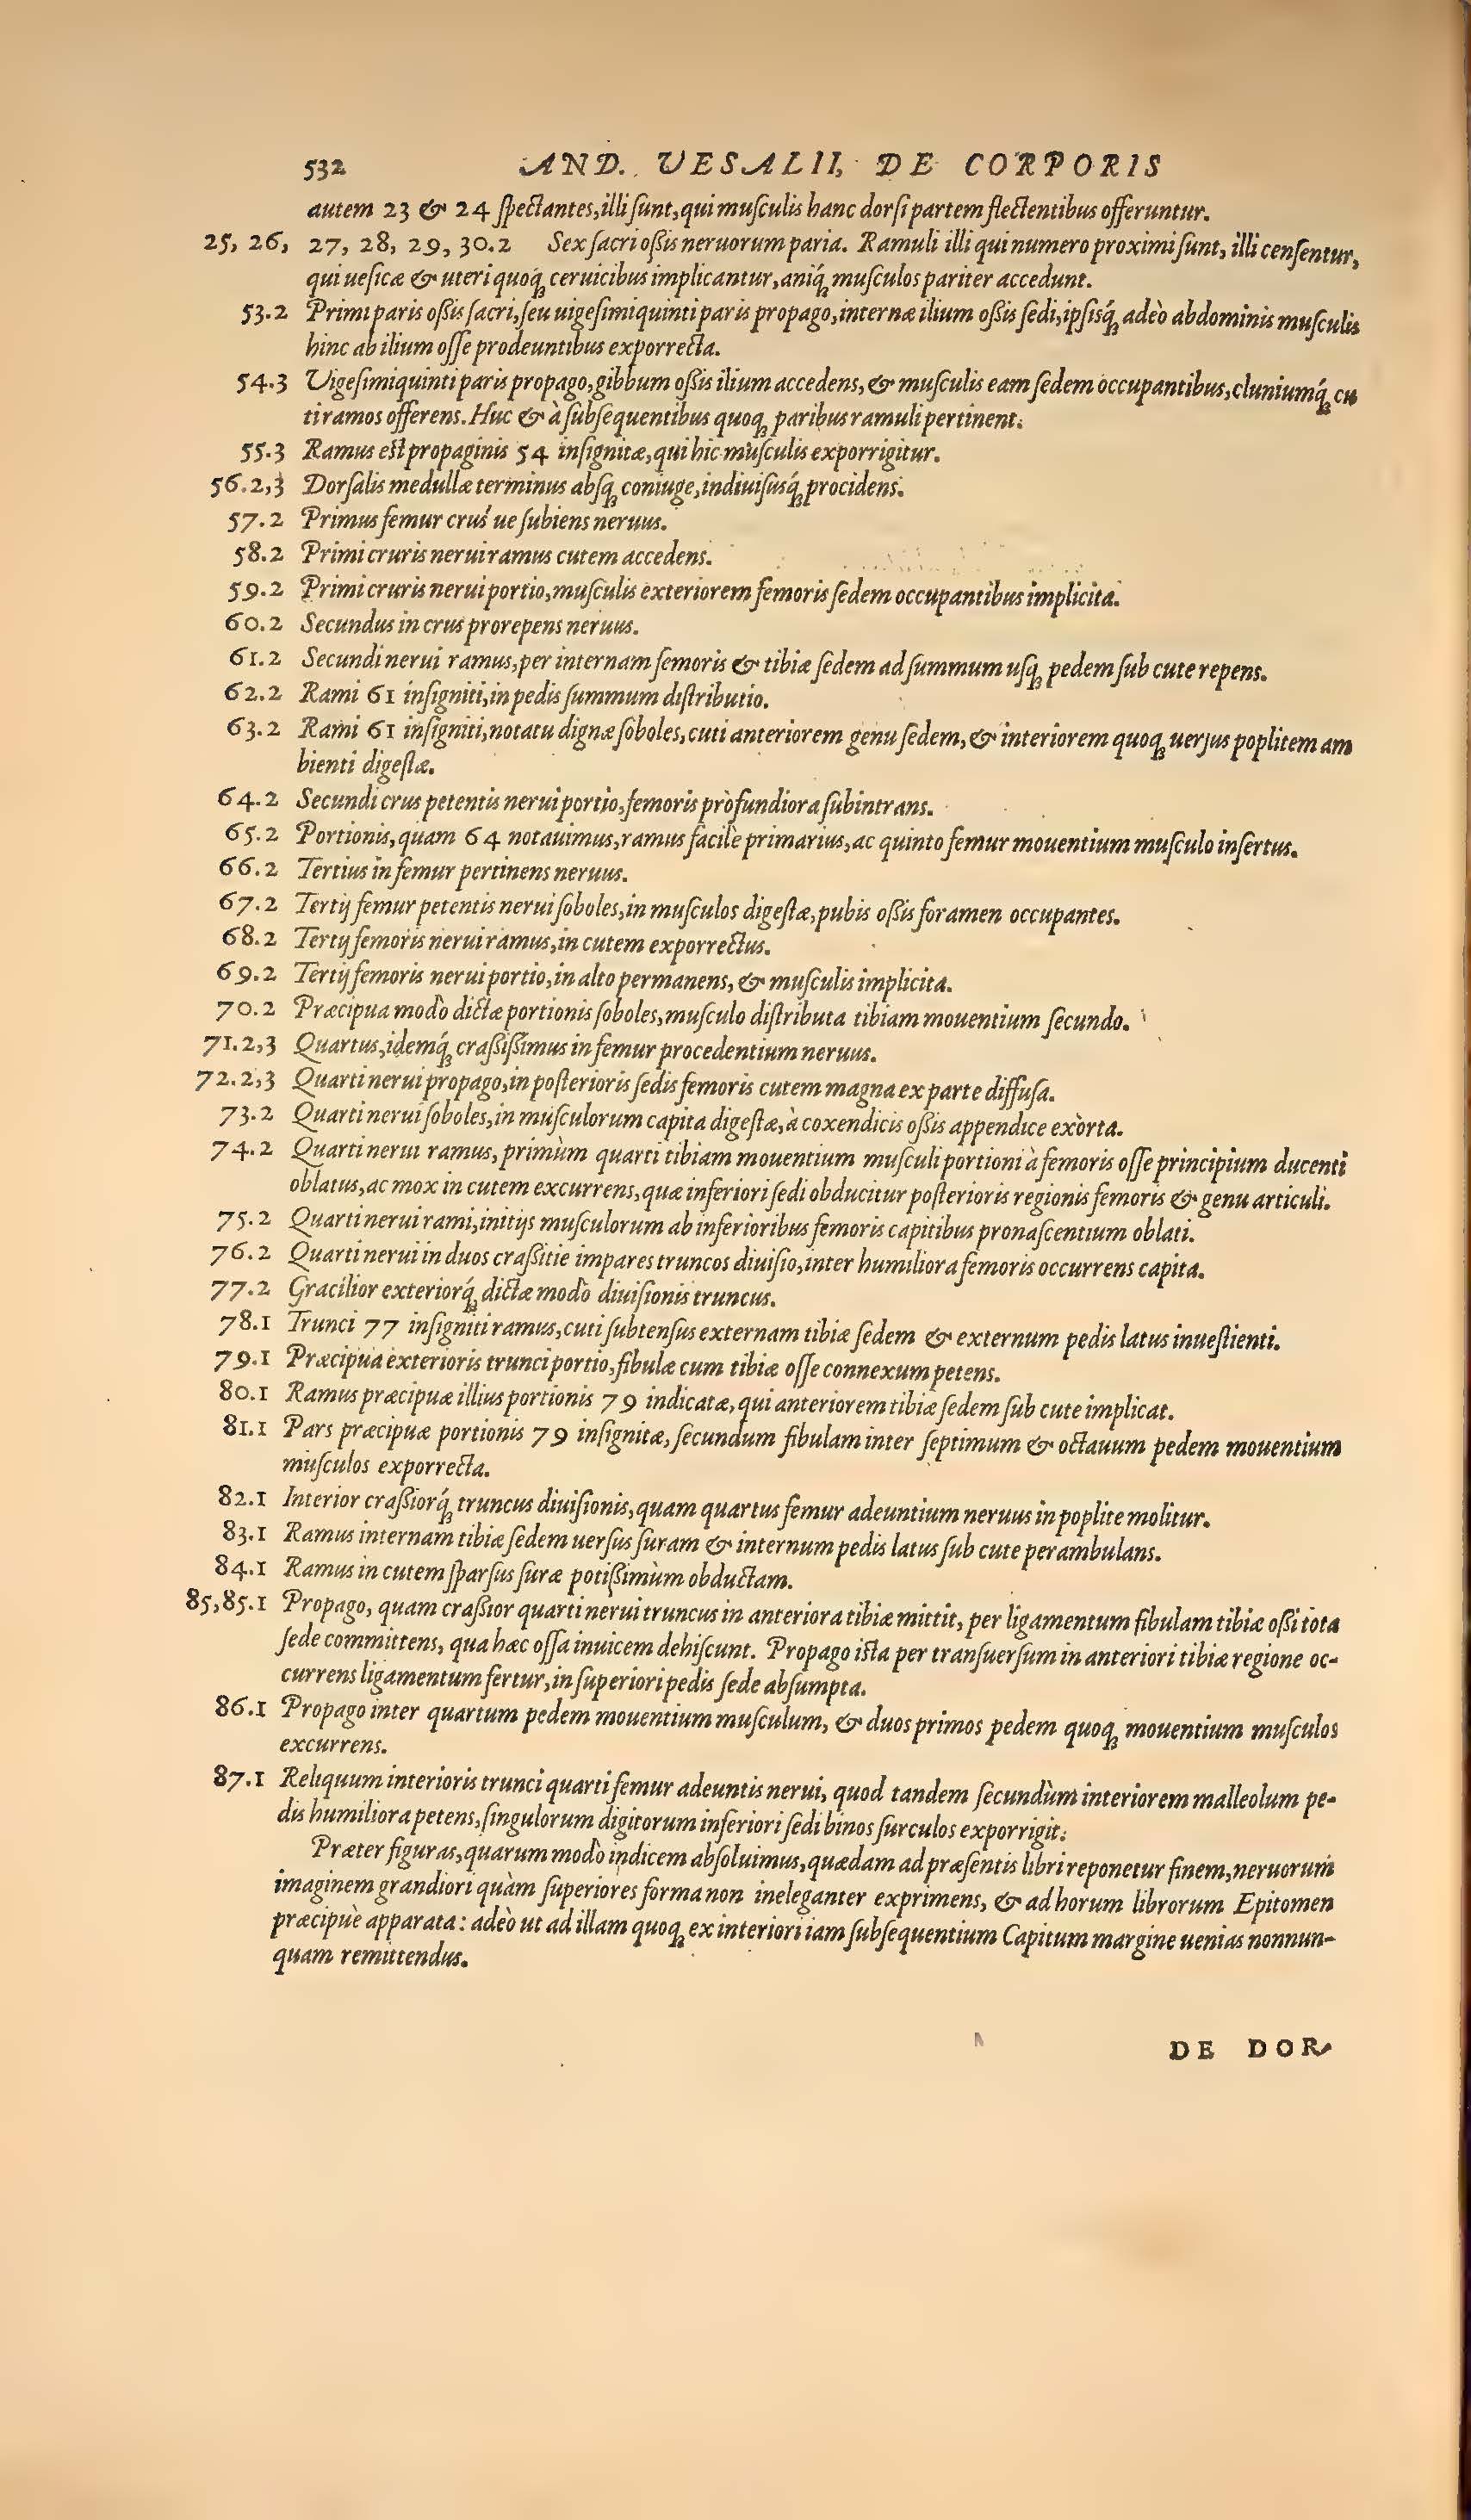 532 AND. VESALII, DE CORPORIS
autem 23 & 24 spectantes, illi sunt, qui musculis hanc dorsi partem flectentibus offeruntur.
25, 26, 27, 28, 29, 30.2 Sex sacri oßis neruorum paria. Ramuli illi qui numero proximi sunt, illi censentur,
qui uesicæ & uteri quoq; ceruicibus implicantur, aniq́; musculos pariter accedunt.
53.2 Primi paris oßis sacri, seu uigesimiquinti paris propago, internæ ilium oßis sedi, ipsisq́; adeò abdominis musculis
hinc ab ilium osse prodeuntibus exporrecta.
54.3 Vigesimiquinti paris propago, gibbum oßis ilium accedens, & musculis eam sedem occupantibus, cluniumq́; cu
ti ramos offerens. Huc & à subsequentibus quoq; paribus ramuli pertinent.
55.3 Ramus est propaginis 54 insignitæ, qui hic musculis exporrigitur.
56.2,3 Dorsalis medullæ terminus absq; coniuge, indiuisusq́; procidens.
57.2 Primus femur crus'ue subiens neruus.
58.2 Primi cruris nerui ramus cutem accedens.
59.2 Primi cruris nerui portio, musculis exteriorem femoris sedem occupantibus implicita.
60.2 Secundus in crus prorepens neruus.
61.2 Secundi nerui ramus, per internam femoris & tibiæ sedem ad summum usq; pedem sub cute repens.
62.2 Rami 61 insigniti, in pedis summum distributio.
63.2 Rami 61 insigniti, notatu dignæ soboles, cuti anteriorem genu sedem, & interiorem quoq; uersus poplitem am
bienti digestæ.
64.2 Secundi crus petentis nerui portio, femoris profundiora subintrans.
65.2 Portionis, quam 64 notauimus, ramus facilè primarius, ac quinto femur mouentium musculo insertus.
66.2 Tertius in femur pertinens neruus.
67.2 Tertij femur petentis nerui soboles, in musculos digestæ, pubis oßis foramen occupantes.
68.2 Tertij femoris nerui ramus, in cutem exporrectus.
69.2 Tertij femoris nerui portio, in alto permanens, & musculis implicita.
70.2 Præcipua modò dictæ portionis soboles, musculo distributa tibiam mouentium secundo.
71.2,3 Quartus, idemq́; craßißimus in femur procedentium neruus.
72.2,3 Quarti nerui propago, in posterioris sedis femoris cutem magna ex parte diffusa.
73.2 Quarti nerui soboles, in musculorum capita digestæ, à coxendicis oßis appendice exorta.
74.2 Quarti nerui ramus, primùm quarti tibiam mouentium musculi portioni à femoris osse principium ducenti
oblatus, ac mox in cutem excurrens, quæ inferiori sedi obducitur posterioris regionis femoris & genu articuli.
75.2 Quarti nerui rami, initijs musculorum ab inferioribus femoris capitibus pronascentium oblati.
76.2 Quarti nerui in duos craßitie impares truncos diuisio, inter humiliora femoris occurrens capita.
77.2 Gracilior exteriorq́; dictæ modò diuisionis truncus.
78.1 Trunci 77 insigniti ramus, cuti subtensus externam tibiæ sedem & externum pedis latus inuestienti.
79.1 Præcipua exterioris trunci portio, fibulæ cum tibiæ osse connexum petens.
80.1 Ramus præcipuæ illius portionis 79 indicatæ, qui anteriorem tibiæ sedem sub cute implicat.
81.1 Pars præcipuæ portionis 79 insignitæ, secundum fibulam inter septimum & octauum pedem mouentium
musculos exporrecta.
82.1 Interior craßiorq́; truncus diuisionis, quam quartus femur adeuntium neruus in poplite molitur.
83.1 Ramus internam tibiæ sedem uersus suram & internum pedis latus sub cute perambulans.
84.1 Ramus in cutem sparsus suræ potißimùm obductam.
85,85.1 Propago, quam craßior quarti nerui truncus in anteriora tibiæ mittit, per ligamentum fibulam tibiæ oßi tota
sede committens, qua hæc ossa inuicem dehiscunt. Propago ista per transuersum in anteriori tibiæ regione oc-
currens ligamentum fertur, in superiori pedis sede absumpta.
86.1 Propago inter quartum pedem mouentium musculum, & duos primos pedem quoq; mouentium musculos
excurrens.
87.1 Reliquum interioris trunci quarti femur adeuntis nerui, quod tandem secundùm interiorem malleolum pe-
dis humiliora petens, singulorum digitorum inferiori sedi binos surculos exporrigit.
Præter figuras, quarum modò indicem absoluimus, quædam ad præsentis libri reponetur finem, neruorum
imaginem grandiori quàm superiores forma non ineleganter exprimens, & ad horum librorum Epitomen
præcipuè apparata: adeò ut ad illam quoq; ex interiori iam subsequentium Capitum margine uenias nonnun-
quam remittendus.
DE DOR-